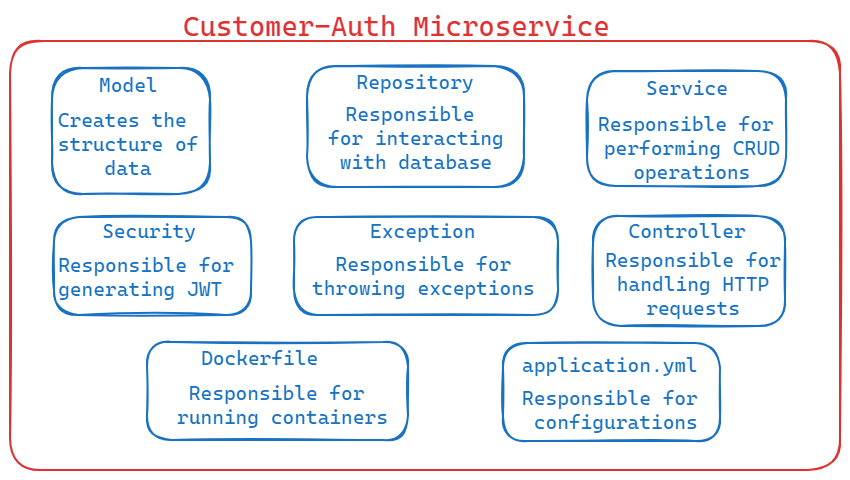 Customer-Auth Microservice
Model
Creates the
structure of
data
Repository
Responsible
for interacting
with database
Service
Responsible for
performing CRUD
operations
Security
Responsible for
generating JWT
Exception
Responsible for
throwing exceptions
Controller
Responsible for
handling HTTP
requests
Dockerfile
Responsible for
running containers
application.yml
Responsible for
configurations